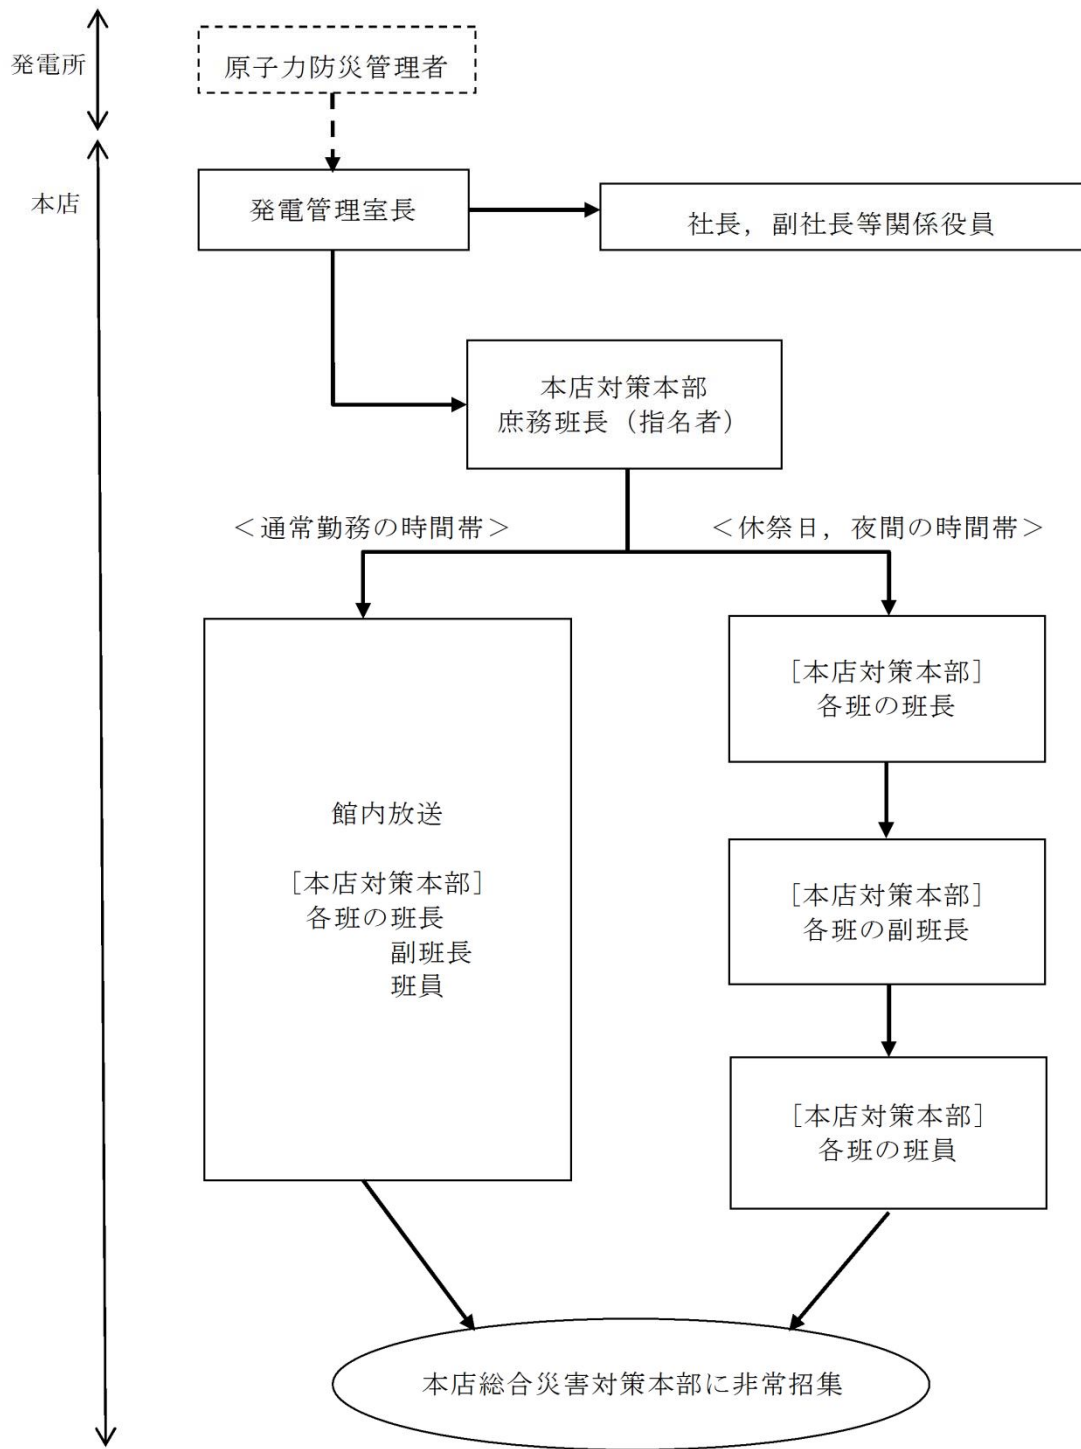 発電所
原子力防災管理者
本店
発電管理室長
社長，副社長等関係役員
本店対策本部
庶務班長（指名者）
＜通常勤務の時間帯＞
＜休祭日，夜間の時間帯＞
館内放送
［本店対策本部］
各班の班長
副班長
班員
［本店対策本部］
各班の班長
［本店対策本部］
各班の副班長
［本店対策本部］
各班の班員
本店総合災害対策本部に非常招集